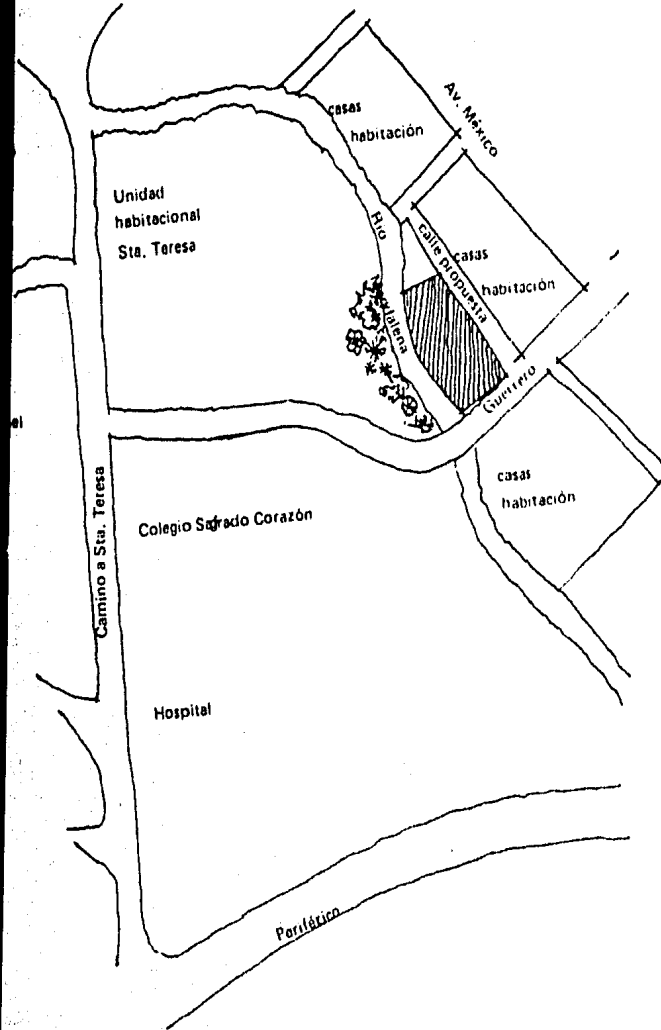 casas
habitación
Av. México
Unidad
habitacional
Sta. Teresa
Río
calle propuesta
casas
habitación
Guerrero
el
casas
habitación
Camino a Sta. Teresa
Colegio Sagrado Corazón
Hospital
Periférico